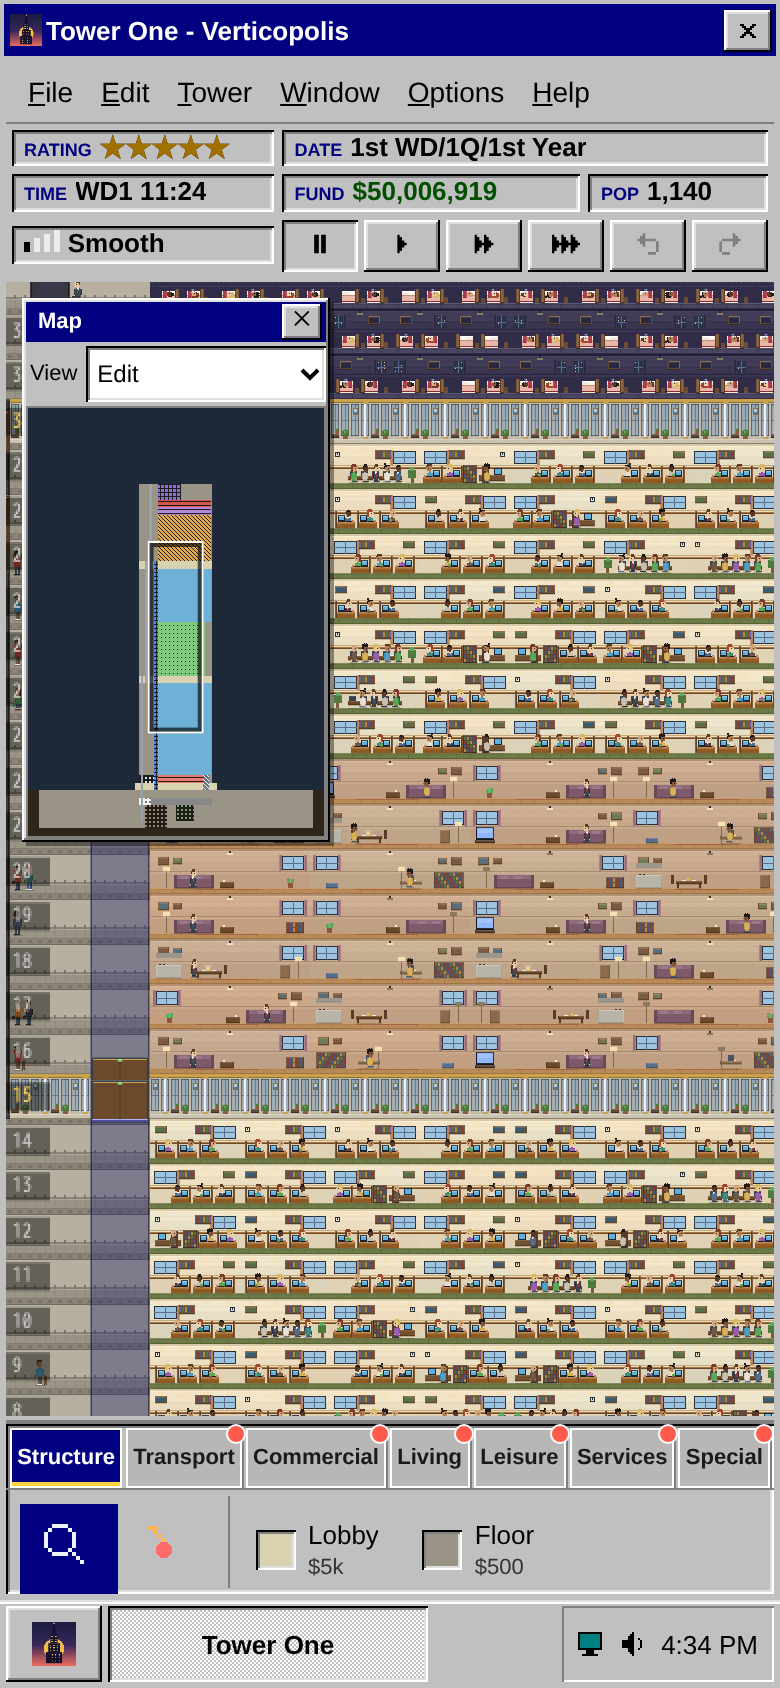 Tower One - Verticopolis
File Edit Tower Window Options Help
RATING
DATE 1st WD/1Q/1st Year
TIME WD1 11:24
FUND $50,006,919
POP 1,140
Smooth
Map
View Edit
20
19
18
17
16
15
14
13
12
11
10
9
8
Structure Transport Commercial Living Leisure Services Special
Lobby
$5k
Floor
$500
Tower One
4:34 PM